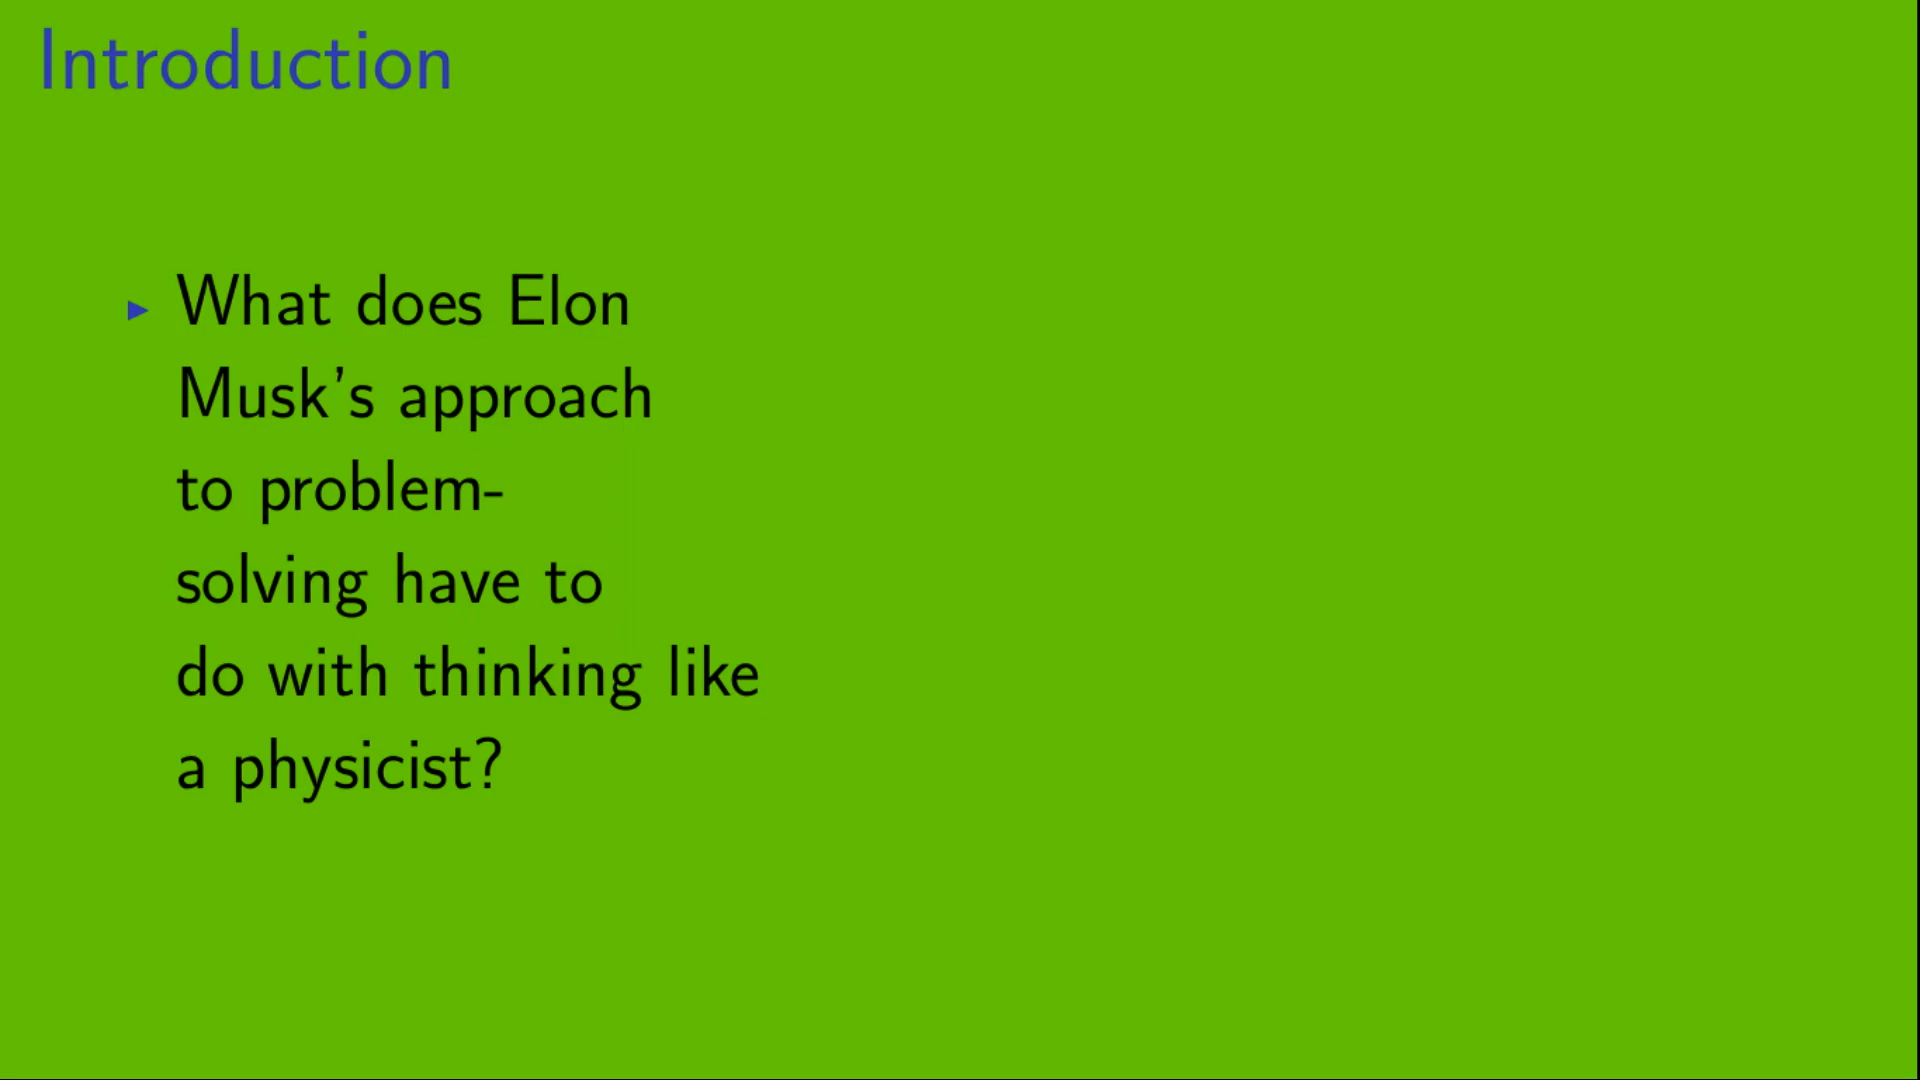 Introduction
What does Elon
Musk's approach
to problem-
solving have to
do with thinking like
a physicist?